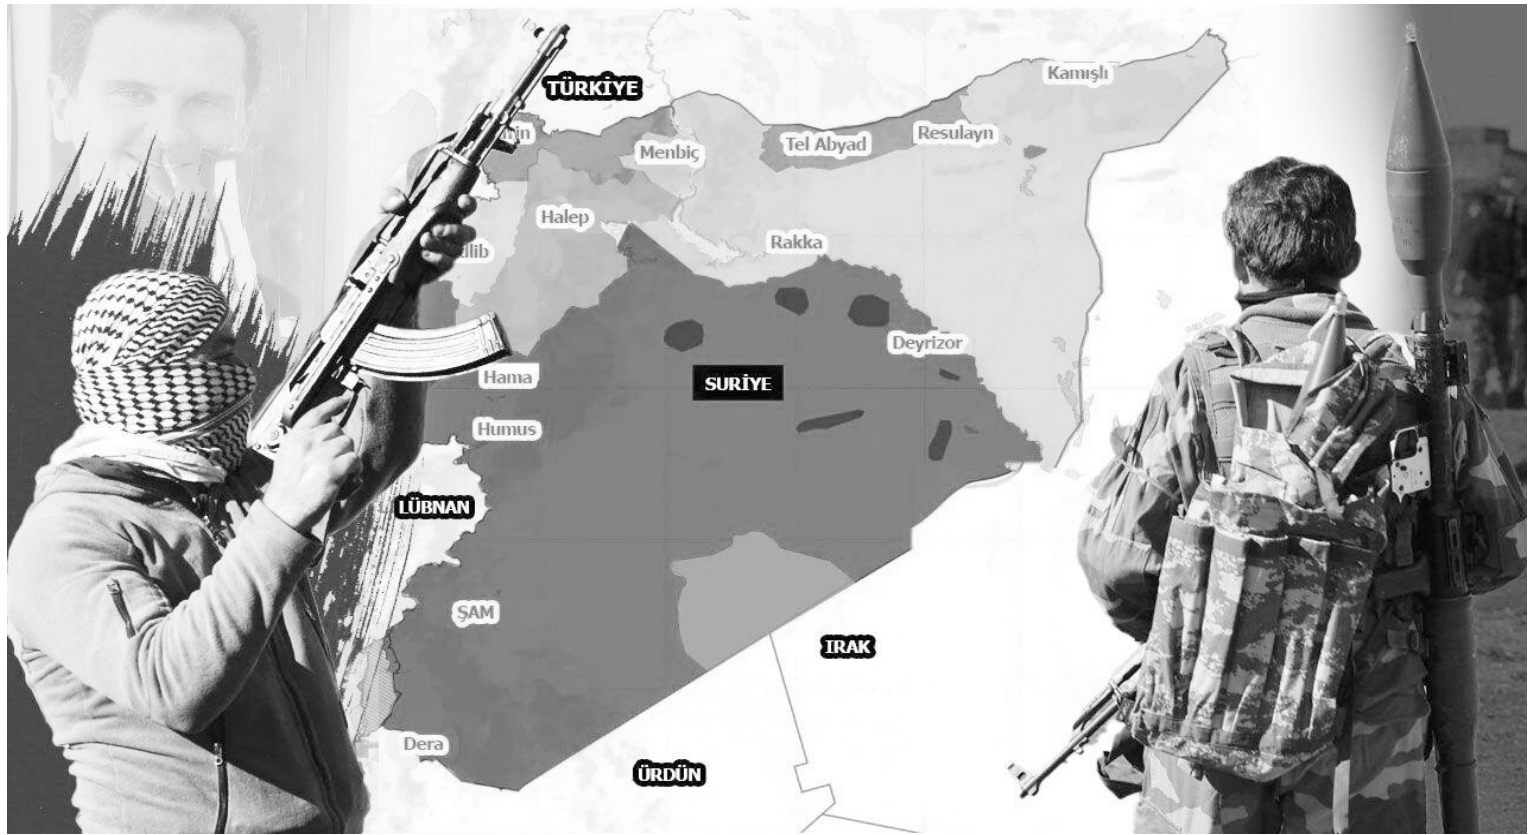 TÜRKİYE
Kamışlı
Resulayn
Tel Abyad
Menbiç
Halep
Rakka
Deyrizor
Hama
SURİYE
Humus
LÜBNAN
ŞAM
IRAK
Dera
ÜRDÜN